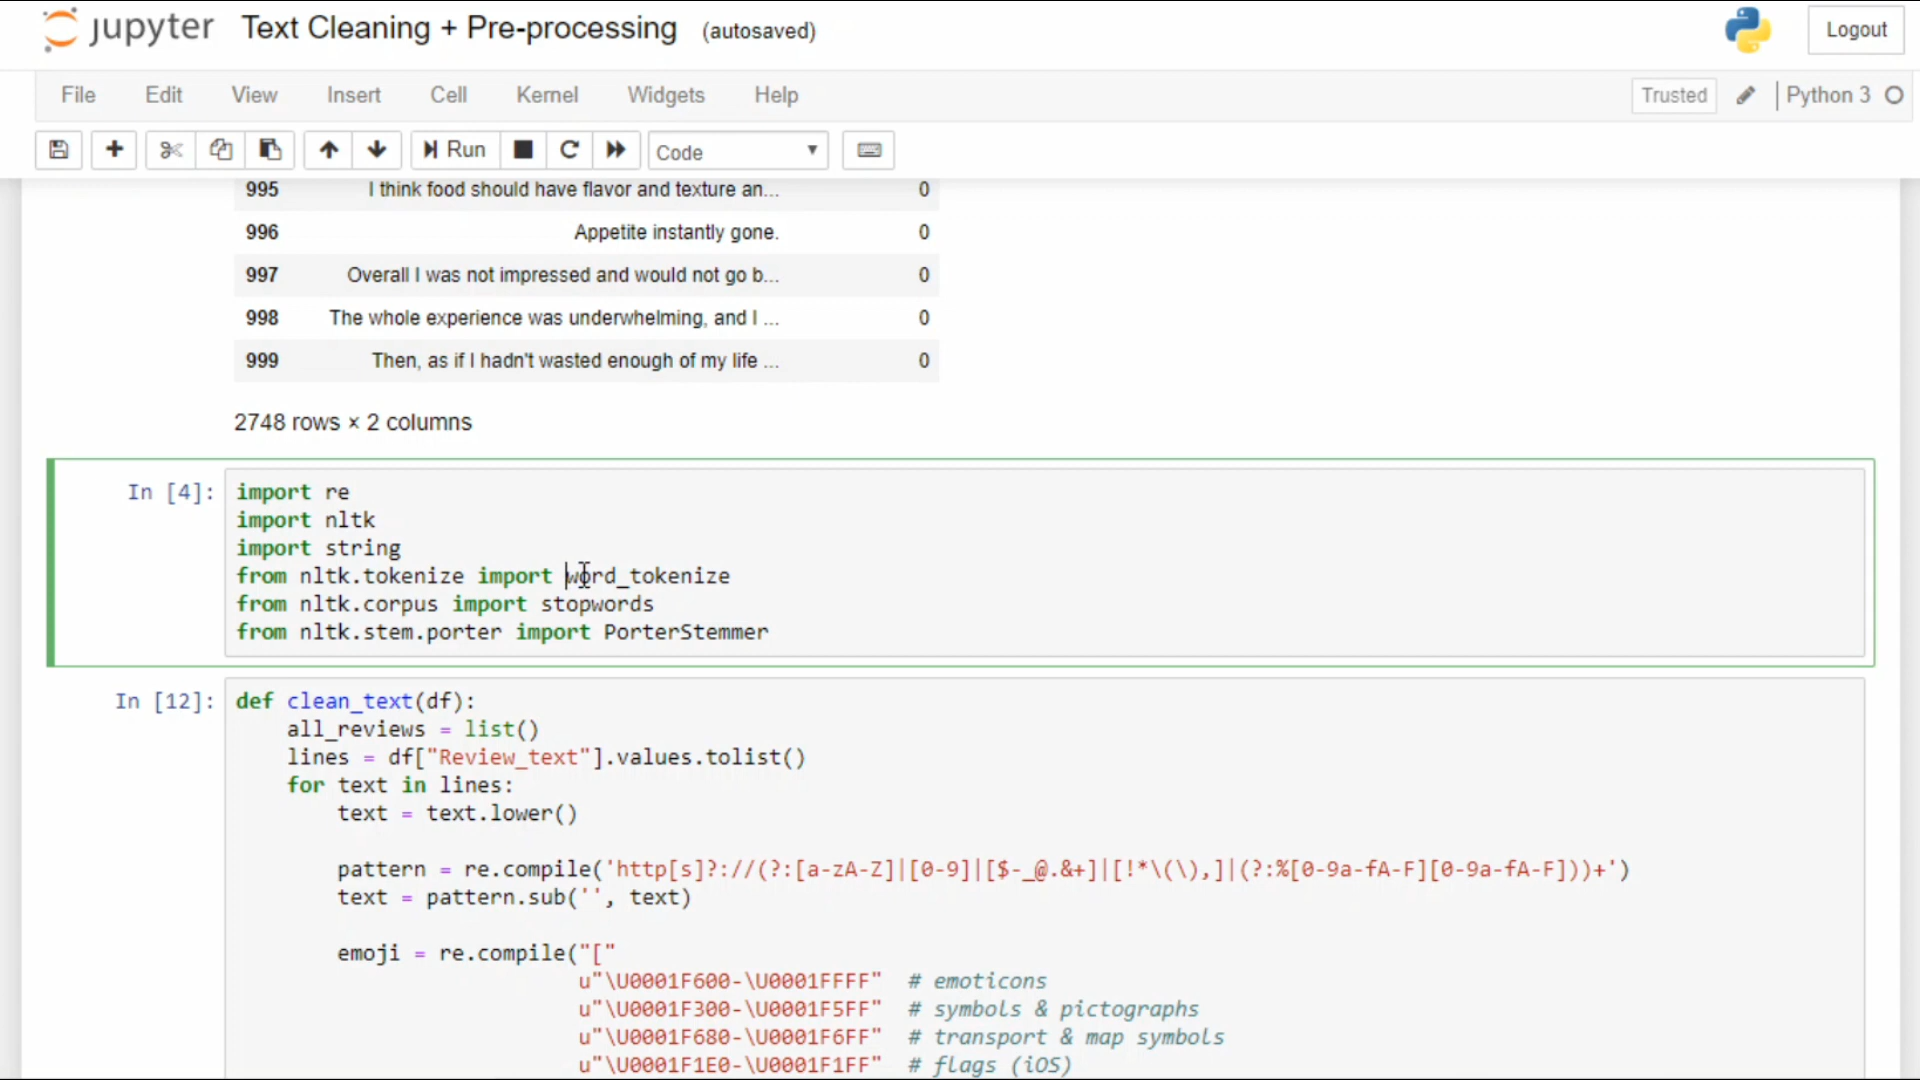 jupyter Text Cleaning + Pre-processing (autosaved) Logout
File Edit View Insert Cell Kernel Widgets Help Trusted Python 3
Run Code
995 I think food should have flavor and texture an... 0
996 Appetite instantly gone. 0
997 Overall I was not impressed and would not go b... 0
998 The whole experience was underwhelming, and I ... 0
999 Then, as if I hadn't wasted enough of my life ... 0
2748 rows × 2 columns
In [4]: import re
import nltk
import string
from nltk.tokenize import word_tokenize
from nltk.corpus import stopwords
from nltk.stem.porter import PorterStemmer
In [12]: def clean_text(df):
all_reviews = list()
lines = df["Review_text"].values.tolist()
for text in lines:
text = text.lower()
pattern = re.compile('http[s]?://(?:[a-zA-Z]|[0-9]|[$-_@.&+]|[!*\(\),]|(?:%[0-9a-fA-F][0-9a-fA-F]))+')
text = pattern.sub('', text)
emoji = re.compile("["
u"\U0001F600-\U0001FFFF" # emoticons
u"\U0001F300-\U0001F5FF" # symbols & pictographs
u"\U0001F680-\U0001F6FF" # transport & map symbols
u"\U0001F1E0-\U0001F1FF" # flags (iOS)